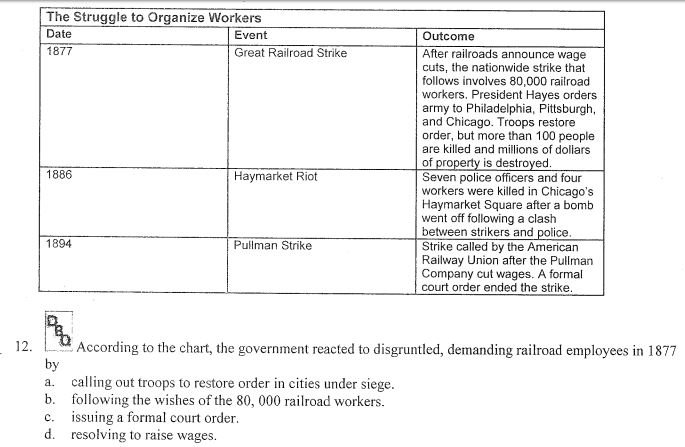 The Struggle to Organize Workers
Date Event Outcome
1877 Great Railroad Strike After railroads announce wage
cuts, the nationwide strike that
follows involves 80,000 railroad
workers. President Hayes orders
army to Philadelphia, Pittsburgh,
and Chicago. Troops restore
order, but more than 100 people
are killed and millions of dollars
of property is destroyed.
1886 Haymarket Riot Seven police officers and four
workers were killed in Chicago's
Haymarket Square after a bomb
went off following a clash
between strikers and police.
1894 Pullman Strike Strike called by the American
Railway Union after the Pullman
Company cut wages. A formal
court order ended the strike.
DBQ
12. According to the chart, the government reacted to disgruntled, demanding railroad employees in 1877
by
a. calling out troops to restore order in cities under siege.
b. following the wishes of the 80, 000 railroad workers.
c. issuing a formal court order.
d. resolving to raise wages.